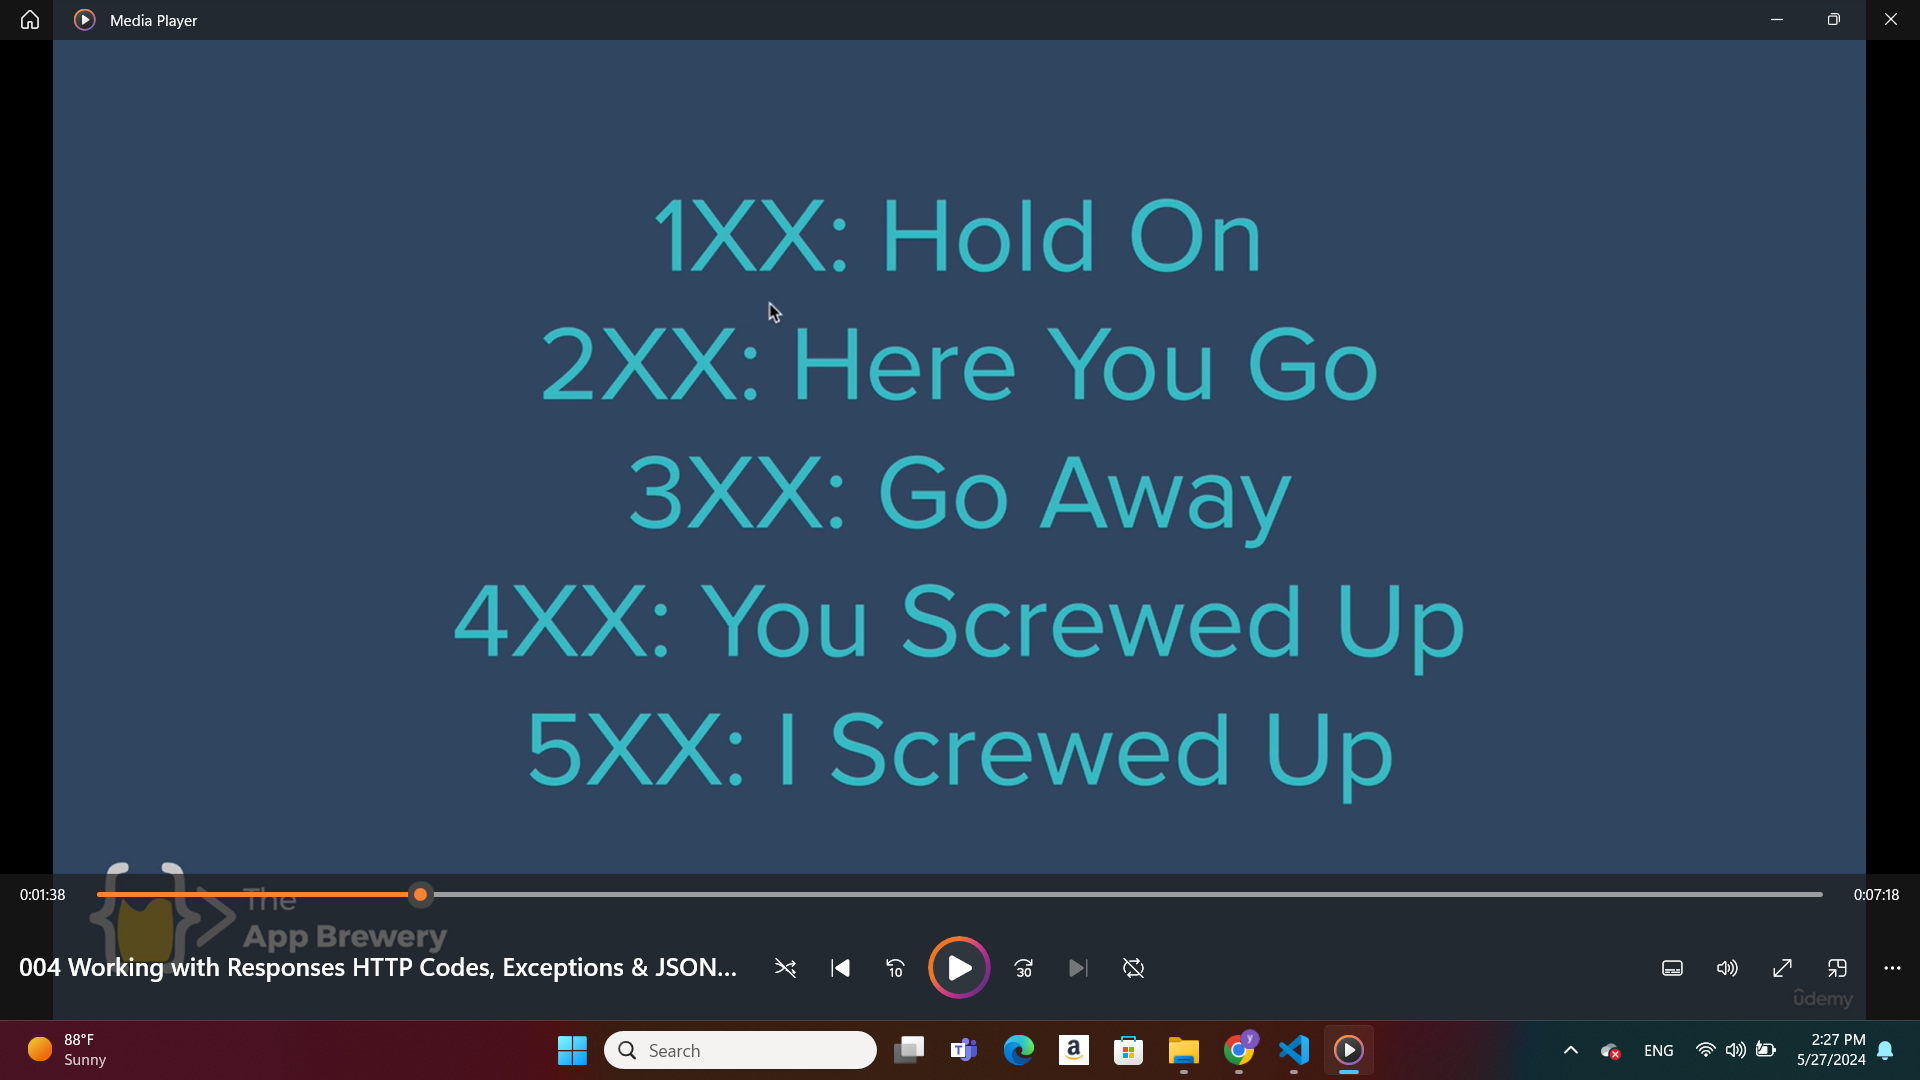 Media Player
1XX: Hold On
2XX: Here You Go
3XX: Go Away
4XX: You Screwed Up
5XX: I Screwed Up
0:01:38
0:07:18
The
App Brewery
004 Working with Responses HTTP Codes, Exceptions & JSON...
10
30
ûdemy
88°F
Sunny
Search
T
a
y
ENG
2:27 PM
5/27/2024